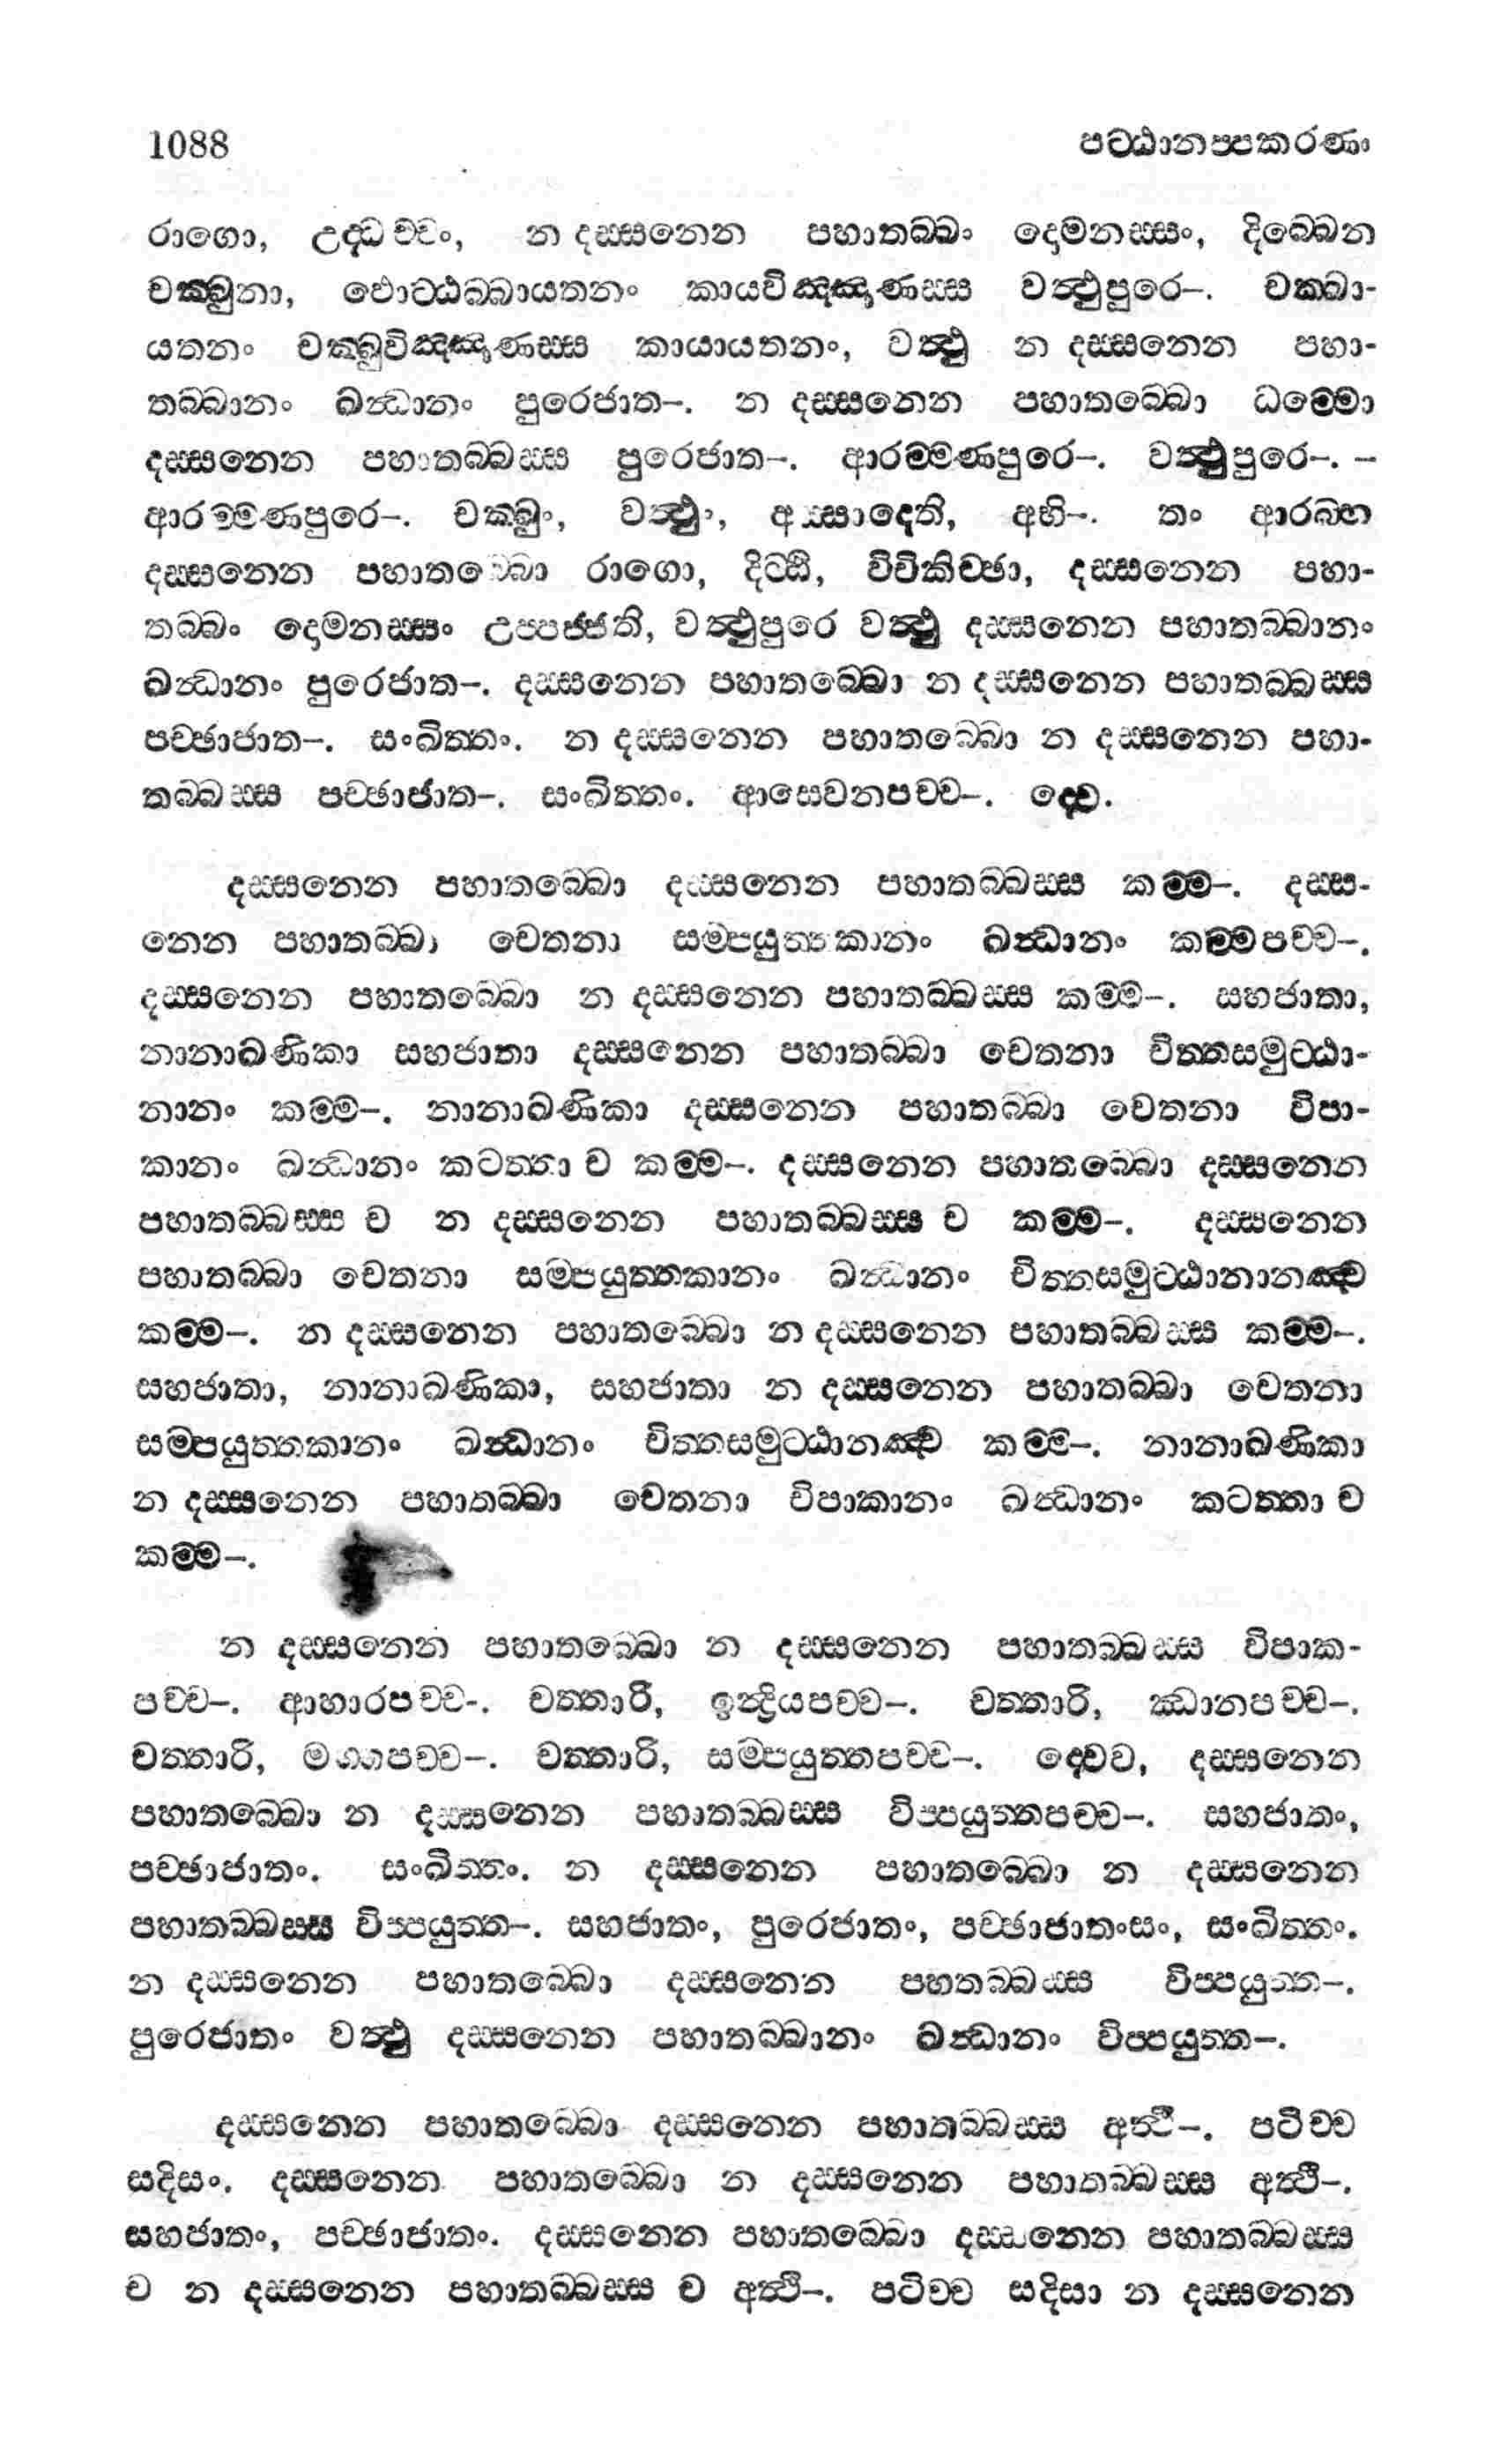 1088 පට්ඨානප්පකරණං
රාගො, උද්ධච්චං, න දස්සනෙන පහාතබ්බං දොමනස්සං, දිබ්බෙන
චක්ඛුනා, ඵොට්ඨබ්බායතනං කායවිඤ්ඤාණස්ස වත්ථුපුරෙ–. චක්ඛා-
යතනං චක්ඛුවිඤ්ඤාණස්ස කායායතනං, වත්ථු න දස්සනෙන පහා-
තබ්බානං ඛන්ධානං පුරෙජාත–. න දස්සනෙන පහාතබ්බො ධම්මො
දස්සනෙන පහාතබ්බස්ස පුරෙජාත–. ආරම්මණපුරෙ–. වත්ථුපුරෙ–. –
ආරම්මණපුරෙ–. චක්ඛුං, වත්ථුං, අස්සාදෙති, අභි–. තං ආරබ්භ
දස්සනෙන පහාතබ්බො රාගො, දිට්ඨි, විචිකිච්ඡා, දස්සනෙන පහා-
තබ්බං දොමනස්සං උප්පජ්ජති, වත්ථුපුරෙ වත්ථු දස්සනෙන පහාතබ්බානං
ඛන්ධානං පුරෙජාත–. දස්සනෙන පහාතබ්බො න දස්සනෙන පහාතබ්බස්ස
පච්ඡාජාත–. සංඛිත්තං. න දස්සනෙන පහාතබ්බො න දස්සනෙන පහා-
තබ්බස්ස පච්ඡාජාත–. සංඛිත්තං. ආසෙවනපච්ච–. ද්වෙ.
දස්සනෙන පහාතබ්බො දස්සනෙන පහාතබ්බස්ස කම්ම–. දස්ස-
නෙන පහාතබ්බා චෙතනා සම්පයුත්තකානං ඛන්ධානං කම්මපච්ච–.
දස්සනෙන පහාතබ්බො න දස්සනෙන පහාතබ්බස්ස කම්ම–. සහජාතා,
නානාඛණිකා සහජාතා දස්සනෙන පහාතබ්බා චෙතනා චිත්තසමුට්ඨා-
නානං කම්ම–. නානාඛණිකා දස්සනෙන පහාතබ්බා චෙතනා විපා-
කානං ඛන්ධානං කටත්තා ච කම්ම–. දස්සනෙන පහාතබ්බො දස්සනෙන
පහාතබ්බස්ස ච න දස්සනෙන පහාතබ්බස්ස ච කම්ම–. දස්සනෙන
පහාතබ්බා චෙතනා සම්පයුත්තකානං ඛන්ධානං චිත්තසමුට්ඨානානඤ්ච
කම්ම–. න දස්සනෙන පහාතබ්බො න දස්සනෙන පහාතබ්බස්ස කම්ම–.
සහජාතා, නානාඛණිකා, සහජාතා න දස්සනෙන පහාතබ්බා චෙතනා
සම්පයුත්තකානං ඛන්ධානං චිත්තසමුට්ඨානඤ්ච කම්ම–. නානාඛණිකා
න දස්සනෙන පහාතබ්බා චෙතනා විපාකානං ඛන්ධානං කටත්තා ච
කම්ම–.
න දස්සනෙන පහාතබ්බො න දස්සනෙන පහාතබ්බස්ස විපාක-
පච්ච–. ආහාරපච්ච-. චත්තාරි, ඉන්ද්‍රියපච්ච–. චත්තාරි, ඣානපච්ච–.
චත්තාරි, මග්ගපච්ච–. චත්තාරි, සම්පයුත්තපච්ච–. ද්වෙව, දස්සනෙන
පහාතබ්බො න දස්සනෙන පහාතබ්බස්ස විප්පයුත්තපච්ච–. සහජාතං,
පච්ඡාජාතං. සංඛිත්තං. න දස්සනෙන පහාතබ්බො න දස්සනෙන
පහාතබ්බස්ස විප්පයුත්ත–. සහජාතං, පුරෙජාතං, පච්ඡාජාතංසං, සංඛිත්තං.
න දස්සනෙන පහාතබ්බො දස්සනෙන පහතබ්බස්ස විප්පයුත්ත–.
පුරෙජාතං වත්ථු දස්සනෙන පහාතබ්බානං ඛන්ධානං විප්පයුත්ත–.
දස්සනෙන පහාතබ්බො දස්සනෙන පහාතබ්බස්ස අත්ථි–. පටිච්ච
සදිසං. දස්සනෙන පහාතබ්බො න දස්සනෙන පහාතබ්බස්ස අත්ථි–.
සහජාතං, පච්ඡාජාතං. දස්සනෙන පහාතබ්බො දස්සනෙන පහාතබ්බස්ස
ච න දස්සනෙන පහාතබ්බස්ස ච අත්ථි–. පටිච්ච සදිසා න දස්සනෙන